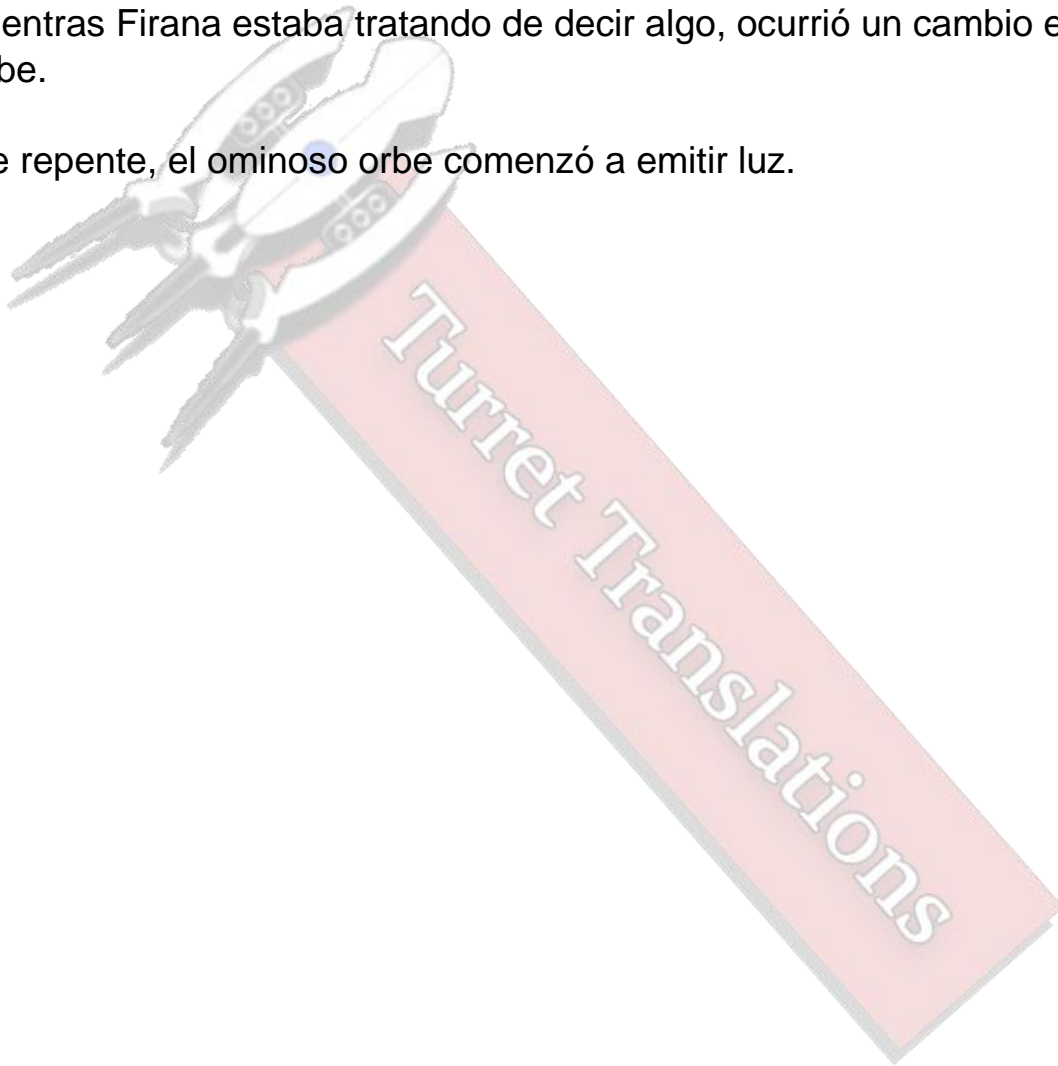 entras Firana estaba tratando de decir algo, ocurrió un cambio e
be.
e repente, el ominoso orbe comenzó a emitir luz.
Turret Translations